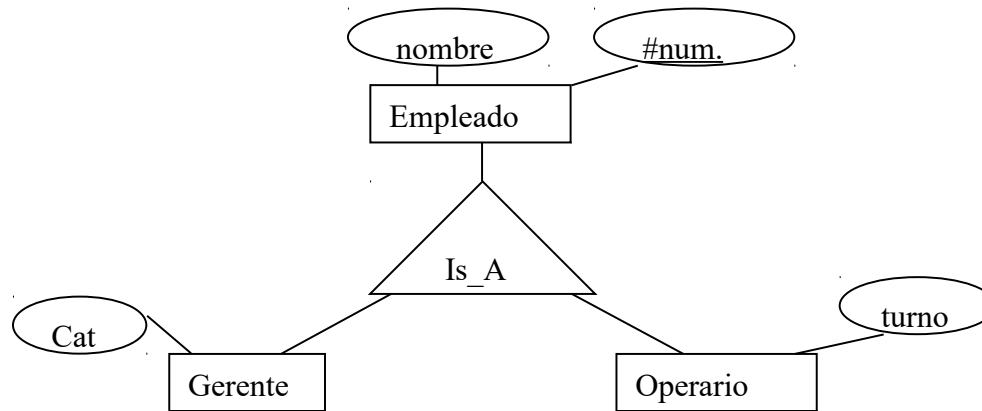 nombre
#num.
Empleado
Is_A
Cat
turno
Gerente
Operario